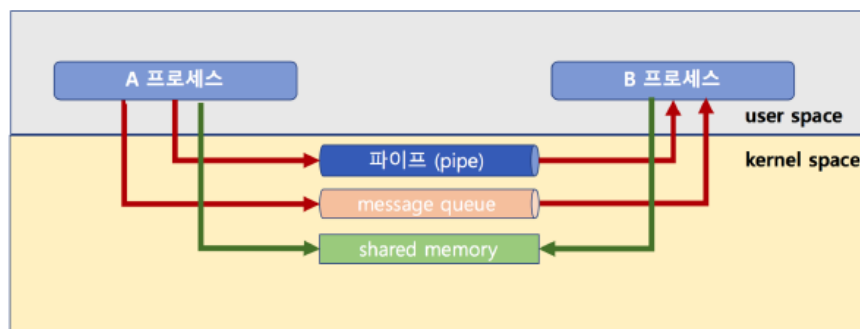 A 프로세스
B 프로세스
user space
파이프 (pipe)
kernel space
message queue
shared memory